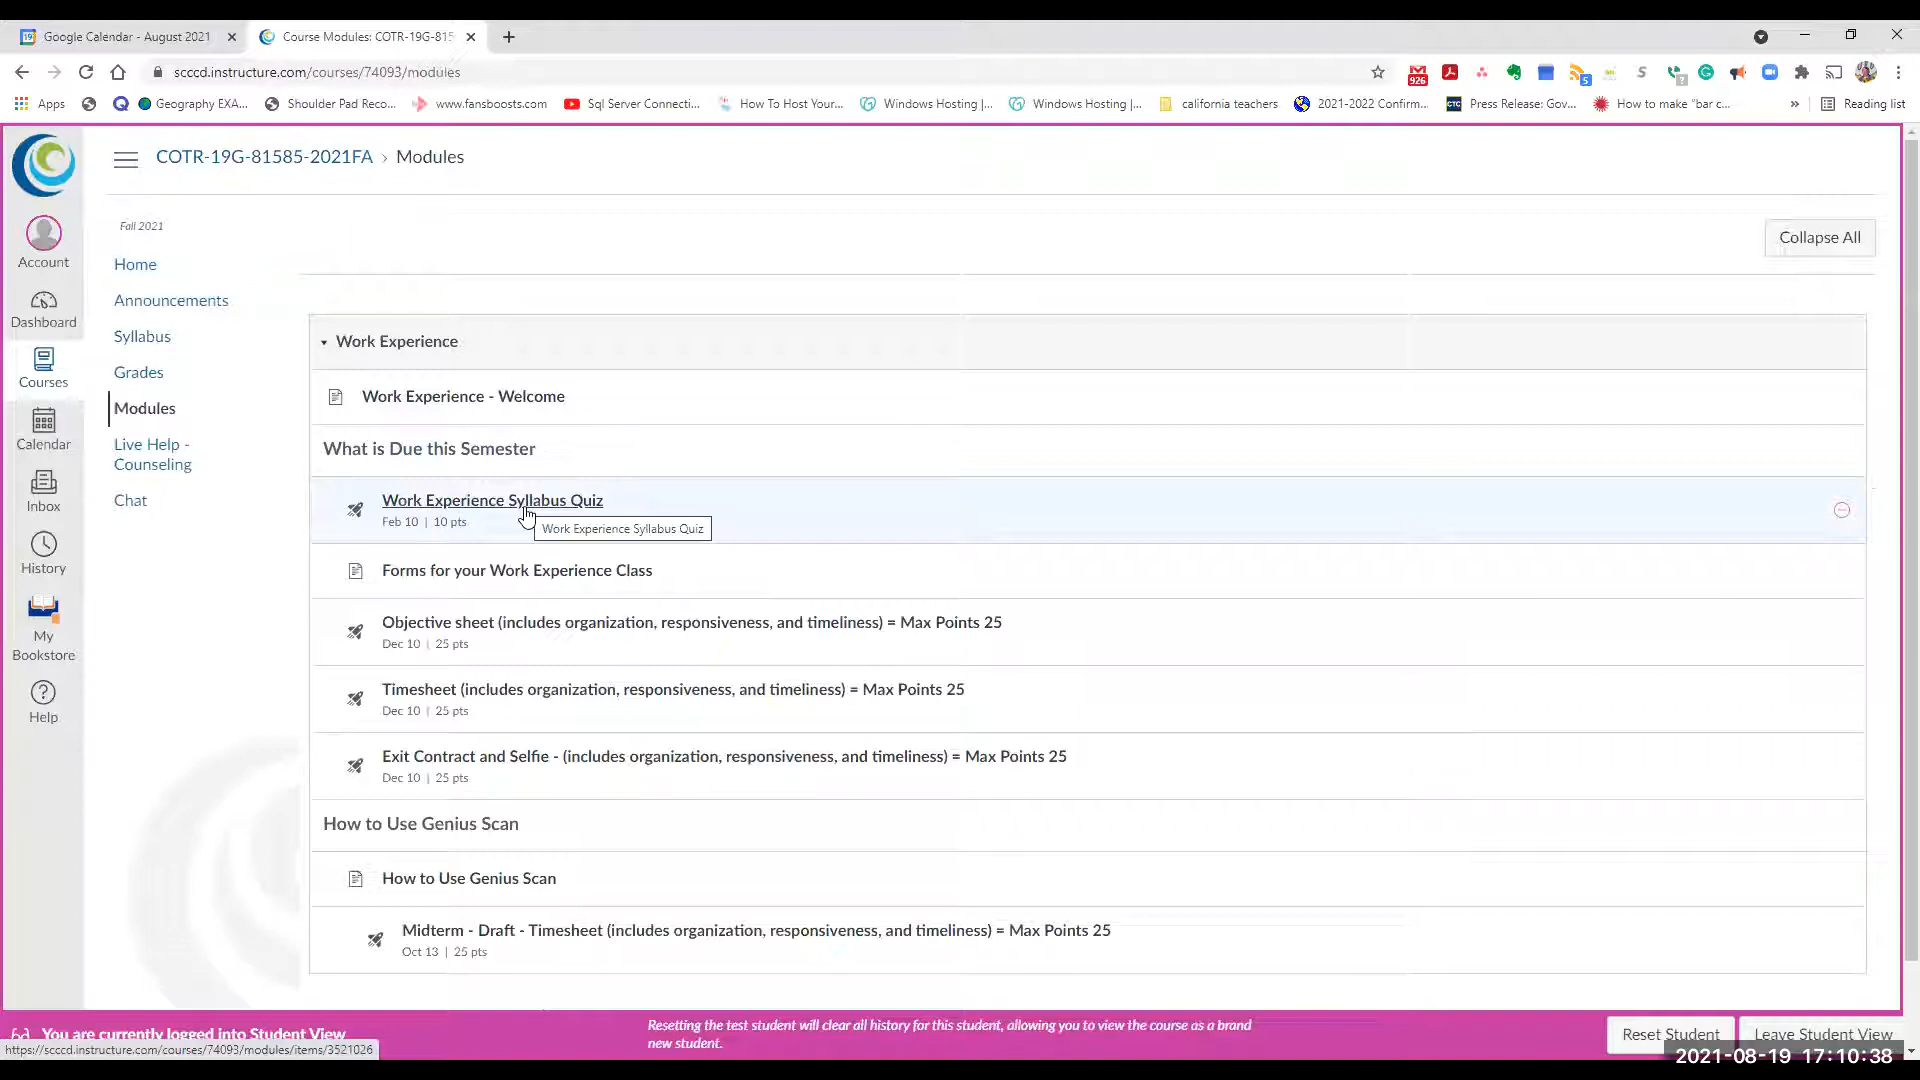 Google Calendar - August 2021
Course Modules: COTR-19G-815
scccd.instructure.com/courses/74093/modules
926
5
?
S
Apps
Geography EXA...
Shoulder Pad Reco...
www.fansboosts.com
Sql Server Connecti...
How To Host Your...
Windows Hosting |...
Windows Hosting |...
california teachers
2021-2022 Confirm...
CTC
Press Release: Gov...
How to make "bar c...
»
Reading list
COTR-19G-81585-2021FA › Modules
Fall 2021
Collapse All
Account
Dashboard
Courses
Calendar
Inbox
History
My
Bookstore
Help
Home
Announcements
Syllabus
Grades
Modules
Live Help -
Counseling
Chat
Work Experience
Work Experience - Welcome
What is Due this Semester
Work Experience Syllabus Quiz
Feb 10 | 10 pts
Work Experience Syllabus Quiz
Forms for your Work Experience Class
Objective sheet (includes organization, responsiveness, and timeliness) = Max Points 25
Dec 10 | 25 pts
Timesheet (includes organization, responsiveness, and timeliness) = Max Points 25
Dec 10 | 25 pts
Exit Contract and Selfie - (includes organization, responsiveness, and timeliness) = Max Points 25
Dec 10 | 25 pts
How to Use Genius Scan
How to Use Genius Scan
Midterm - Draft - Timesheet (includes organization, responsiveness, and timeliness) = Max Points 25
Oct 13 | 25 pts
You are currently logged into Student View
Resetting the test student will clear all history for this student, allowing you to view the course as a brand
new student.
Reset Student
Leave Student View
https://scccd.instructure.com/courses/74093/modules/items/3521026
2021-08-19 17:10:38